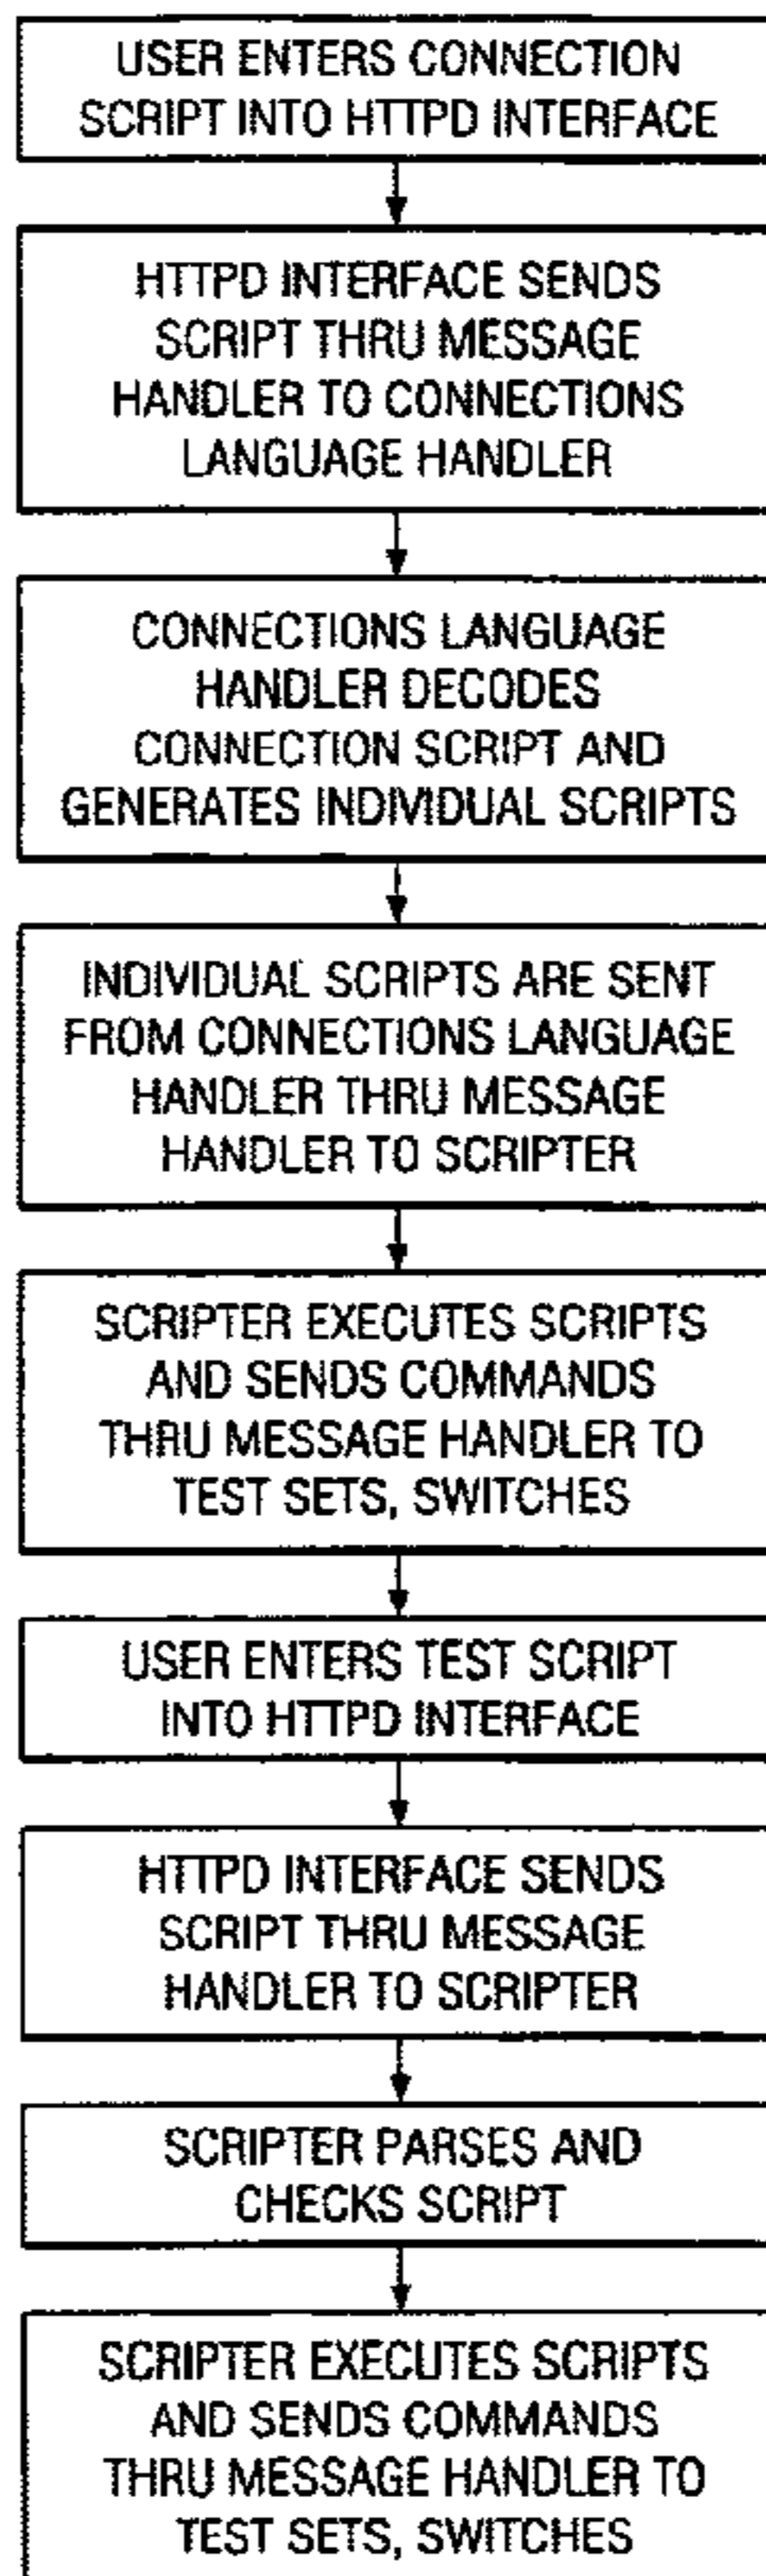 USER ENTERS CONNECTION
SCRIPT INTO HTTPD INTERFACE
HTTPD INTERFACE SENDS
SCRIPT THRU MESSAGE
HANDLER TO CONNECTIONS
LANGUAGE HANDLER
CONNECTIONS LANGUAGE
HANDLER DECODES
CONNECTION SCRIPT AND
GENERATES INDIVIDUAL SCRIPTS
INDIVIDUAL SCRIPTS ARE SENT
FROM CONNECTIONS LANGUAGE
HANDLER THRU MESSAGE
HANDLER TO SCRIPTER
SCRIPTER EXECUTES SCRIPTS
AND SENDS COMMANDS
THRU MESSAGE HANDLER TO
TEST SETS, SWITCHES
USER ENTERS TEST SCRIPT
INTO HTTPD INTERFACE
HTTPD INTERFACE SENDS
SCRIPT THRU MESSAGE
HANDLER TO SCRIPTER
SCRIPTER PARSES AND
CHECKS SCRIPT
SCRIPTER EXECUTES SCRIPTS
AND SENDS COMMANDS
THRU MESSAGE HANDLER TO
TEST SETS, SWITCHES